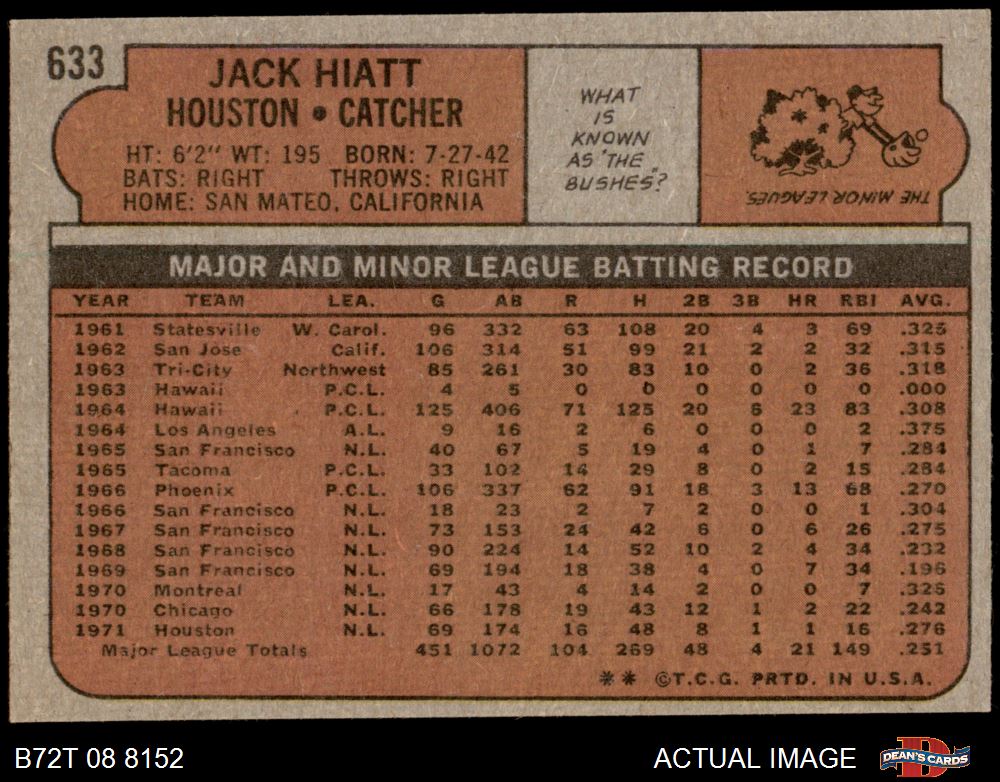 633
JACK HIATT
HOUSTON • CATCHER
HT: 6'2" WT: 195 BORN: 7-27-42
BATS: RIGHT THROWS: RIGHT
HOME: SAN MATEO, CALIFORNIA
WHAT
IS
KNOWN
AS "THE
BUSHES"?
THE MINOR LEAGUES.
MAJOR AND MINOR LEAGUE BATTING RECORD
YEAR TEAM LEA. G AB R H 2B 3B HR RBI AVG.
1961 Statesville W. Carol. 96 332 63 108 20 4 3 69 .325
1962 San Jose Calif. 106 314 51 99 21 2 2 32 .315
1963 Tri-City Northwest 85 261 30 83 10 0 2 36 .318
1963 Hawaii P.C.L. 4 5 0 0 0 0 0 0 .000
1964 Hawaii P.C.L. 125 406 71 125 20 6 23 83 .308
1964 Los Angeles A.L. 9 16 2 6 0 0 0 2 .375
1965 San Francisco N.L. 40 67 5 19 4 0 1 7 .284
1965 Tacoma P.C.L. 33 102 14 29 8 0 2 15 .284
1966 Phoenix P.C.L. 106 337 62 91 18 3 13 68 .270
1966 San Francisco N.L. 18 23 2 7 2 0 0 1 .304
1967 San Francisco N.L. 73 153 24 42 6 0 6 26 .275
1968 San Francisco N.L. 90 224 14 52 10 2 4 34 .232
1969 San Francisco N.L. 69 194 18 38 4 0 7 34 .196
1970 Montreal N.L. 17 43 4 14 2 0 0 7 .325
1970 Chicago N.L. 66 178 19 43 12 1 2 22 .242
1971 Houston N.L. 69 174 16 48 8 1 1 16 .276
Major League Totals 451 1072 104 269 48 4 21 149 .251
** ©T.C.G. PRTD. IN U.S.A.
B72T 08 8152
ACTUAL IMAGE
DEAN'S CARDS